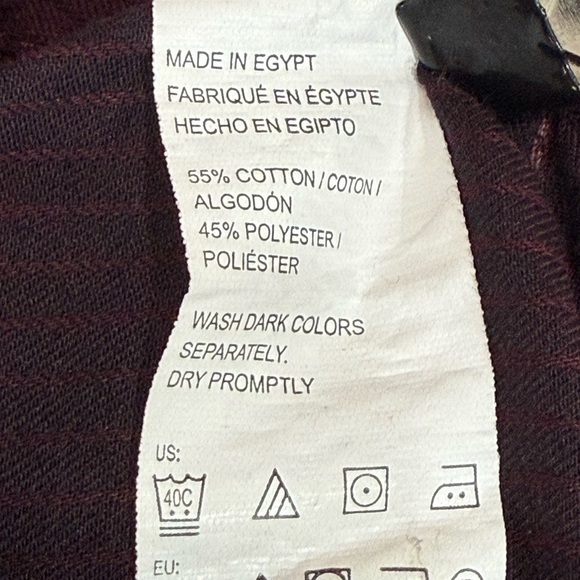 MADE IN EGYPT
FABRIQUÉ EN ÉGYPTE
HECHO EN EGIPTO
55% COTTON / COTON /
ALGODÓN
45% POLYESTER /
POLIÉSTER
WASH DARK COLORS
SEPARATELY.
DRY PROMPTLY
US:
40C
EU: